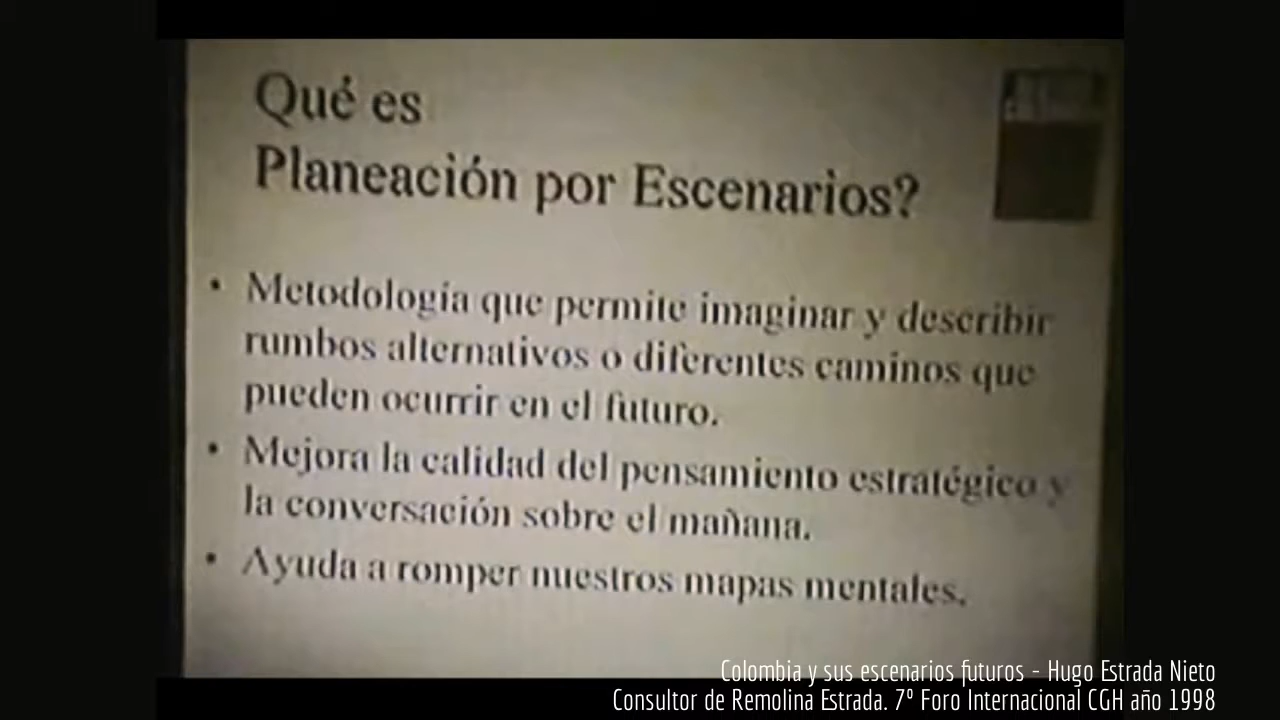 Qué es
Planeación por Escenarios?
• Metodología que permite imaginar y describir
rumbos alternativos o diferentes caminos que
pueden ocurrir en el futuro.
• Mejora la calidad del pensamiento estratégico y
la conversación sobre el mañana.
• Ayuda a romper nuestros mapas mentales.
Colombia y sus escenarios futuros - Hugo Estrada Nieto
Consultor de Remolina Estrada. 7º Foro Internacional CGH año 1998